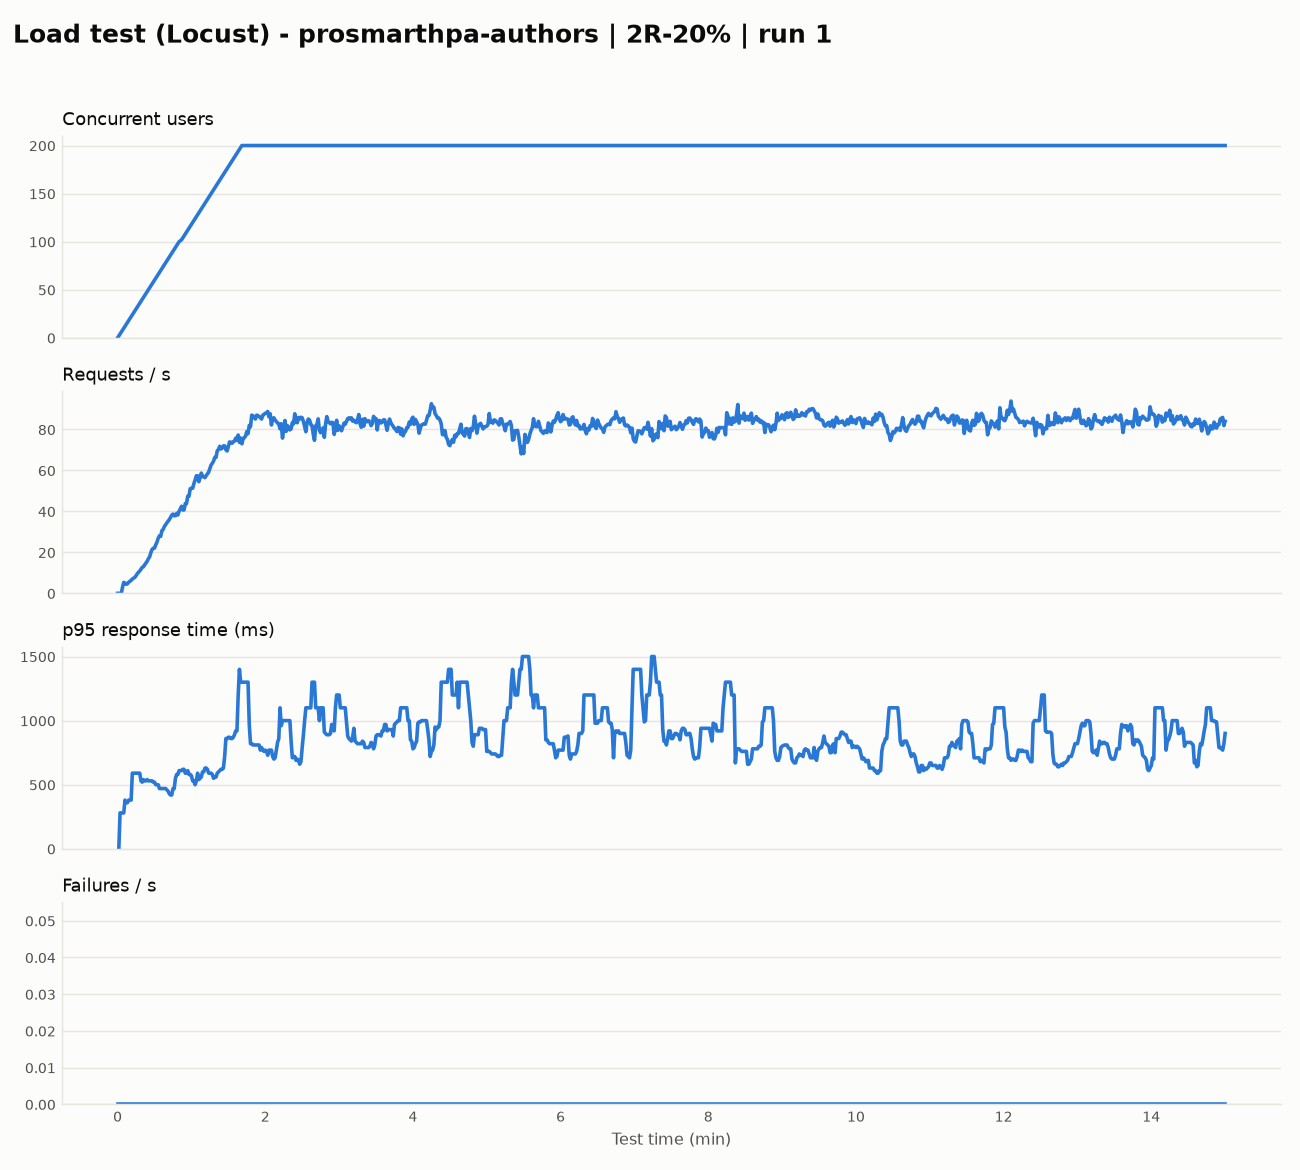 Load test (Locust) - prosmarthpa-authors | 2R-20% | run 1
Concurrent users
200
150
100
50
0
Requests / s
80
60
40
20
0
p95 response time (ms)
1500
1000
500
0
Failures / s
0.05
0.04
0.03
0.02
0.01
0.00
0 2 4 6 8 10 12 14
Test time (min)